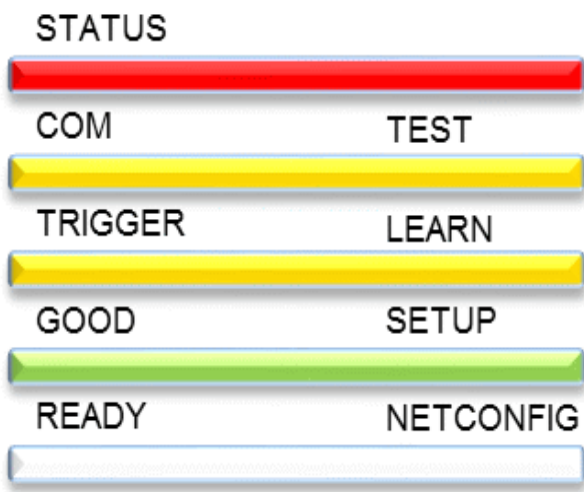 STATUS
COM TEST
TRIGGER LEARN
GOOD SETUP
READY NETCONFIG